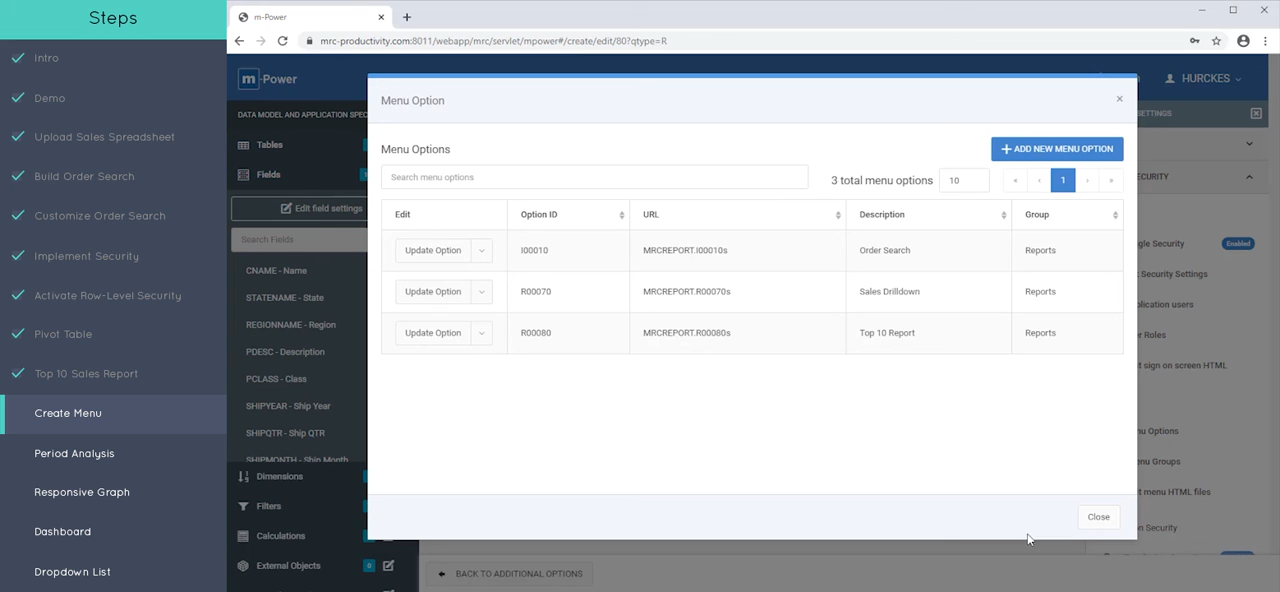 Steps
Intro
Demo
Upload Sales Spreadsheet
Build Order Search
Customize Order Search
Implement Security
Activate Row-Level Security
Pivot Table
Top 10 Sales Report
Create Menu
Period Analysis
Responsive Graph
Dashboard
Dropdown List
m-Power
mrc-productivity.com:8011/webapp/mrc/servlet/mpower#/create/edit/80?qtype=R
m-Power
HURCKES
DATA MODEL AND APPLICATION SPEC
Tables
Fields
Edit field settings
Search Fields
CNAME - Name
STATENAME - State
REGIONNAME - Region
PDESC - Description
PCLASS - Class
SHIPYEAR - Ship Year
SHIPQTR - Ship QTR
SHIPMONTH - Ship Month
Dimensions
Filters
Calculations
External Objects
0
Menu Option
×
Menu Options
+ ADD NEW MENU OPTION
Search menu options
3 total menu options
10
« ‹ 1 › »
Edit Option ID URL Description Group
Update Option I00010 MRCREPORT.I00010s Order Search Reports
Update Option R00070 MRCREPORT.R00070s Sales Drilldown Reports
Update Option R00080 MRCREPORT.R00080s Top 10 Report Reports
Close
BACK TO ADDITIONAL OPTIONS
SETTINGS
ECURITY
gle Security
Enabled
t Security Settings
plication users
er Roles
t sign on screen HTML
nu Options
nu Groups
t menu HTML files
on Security